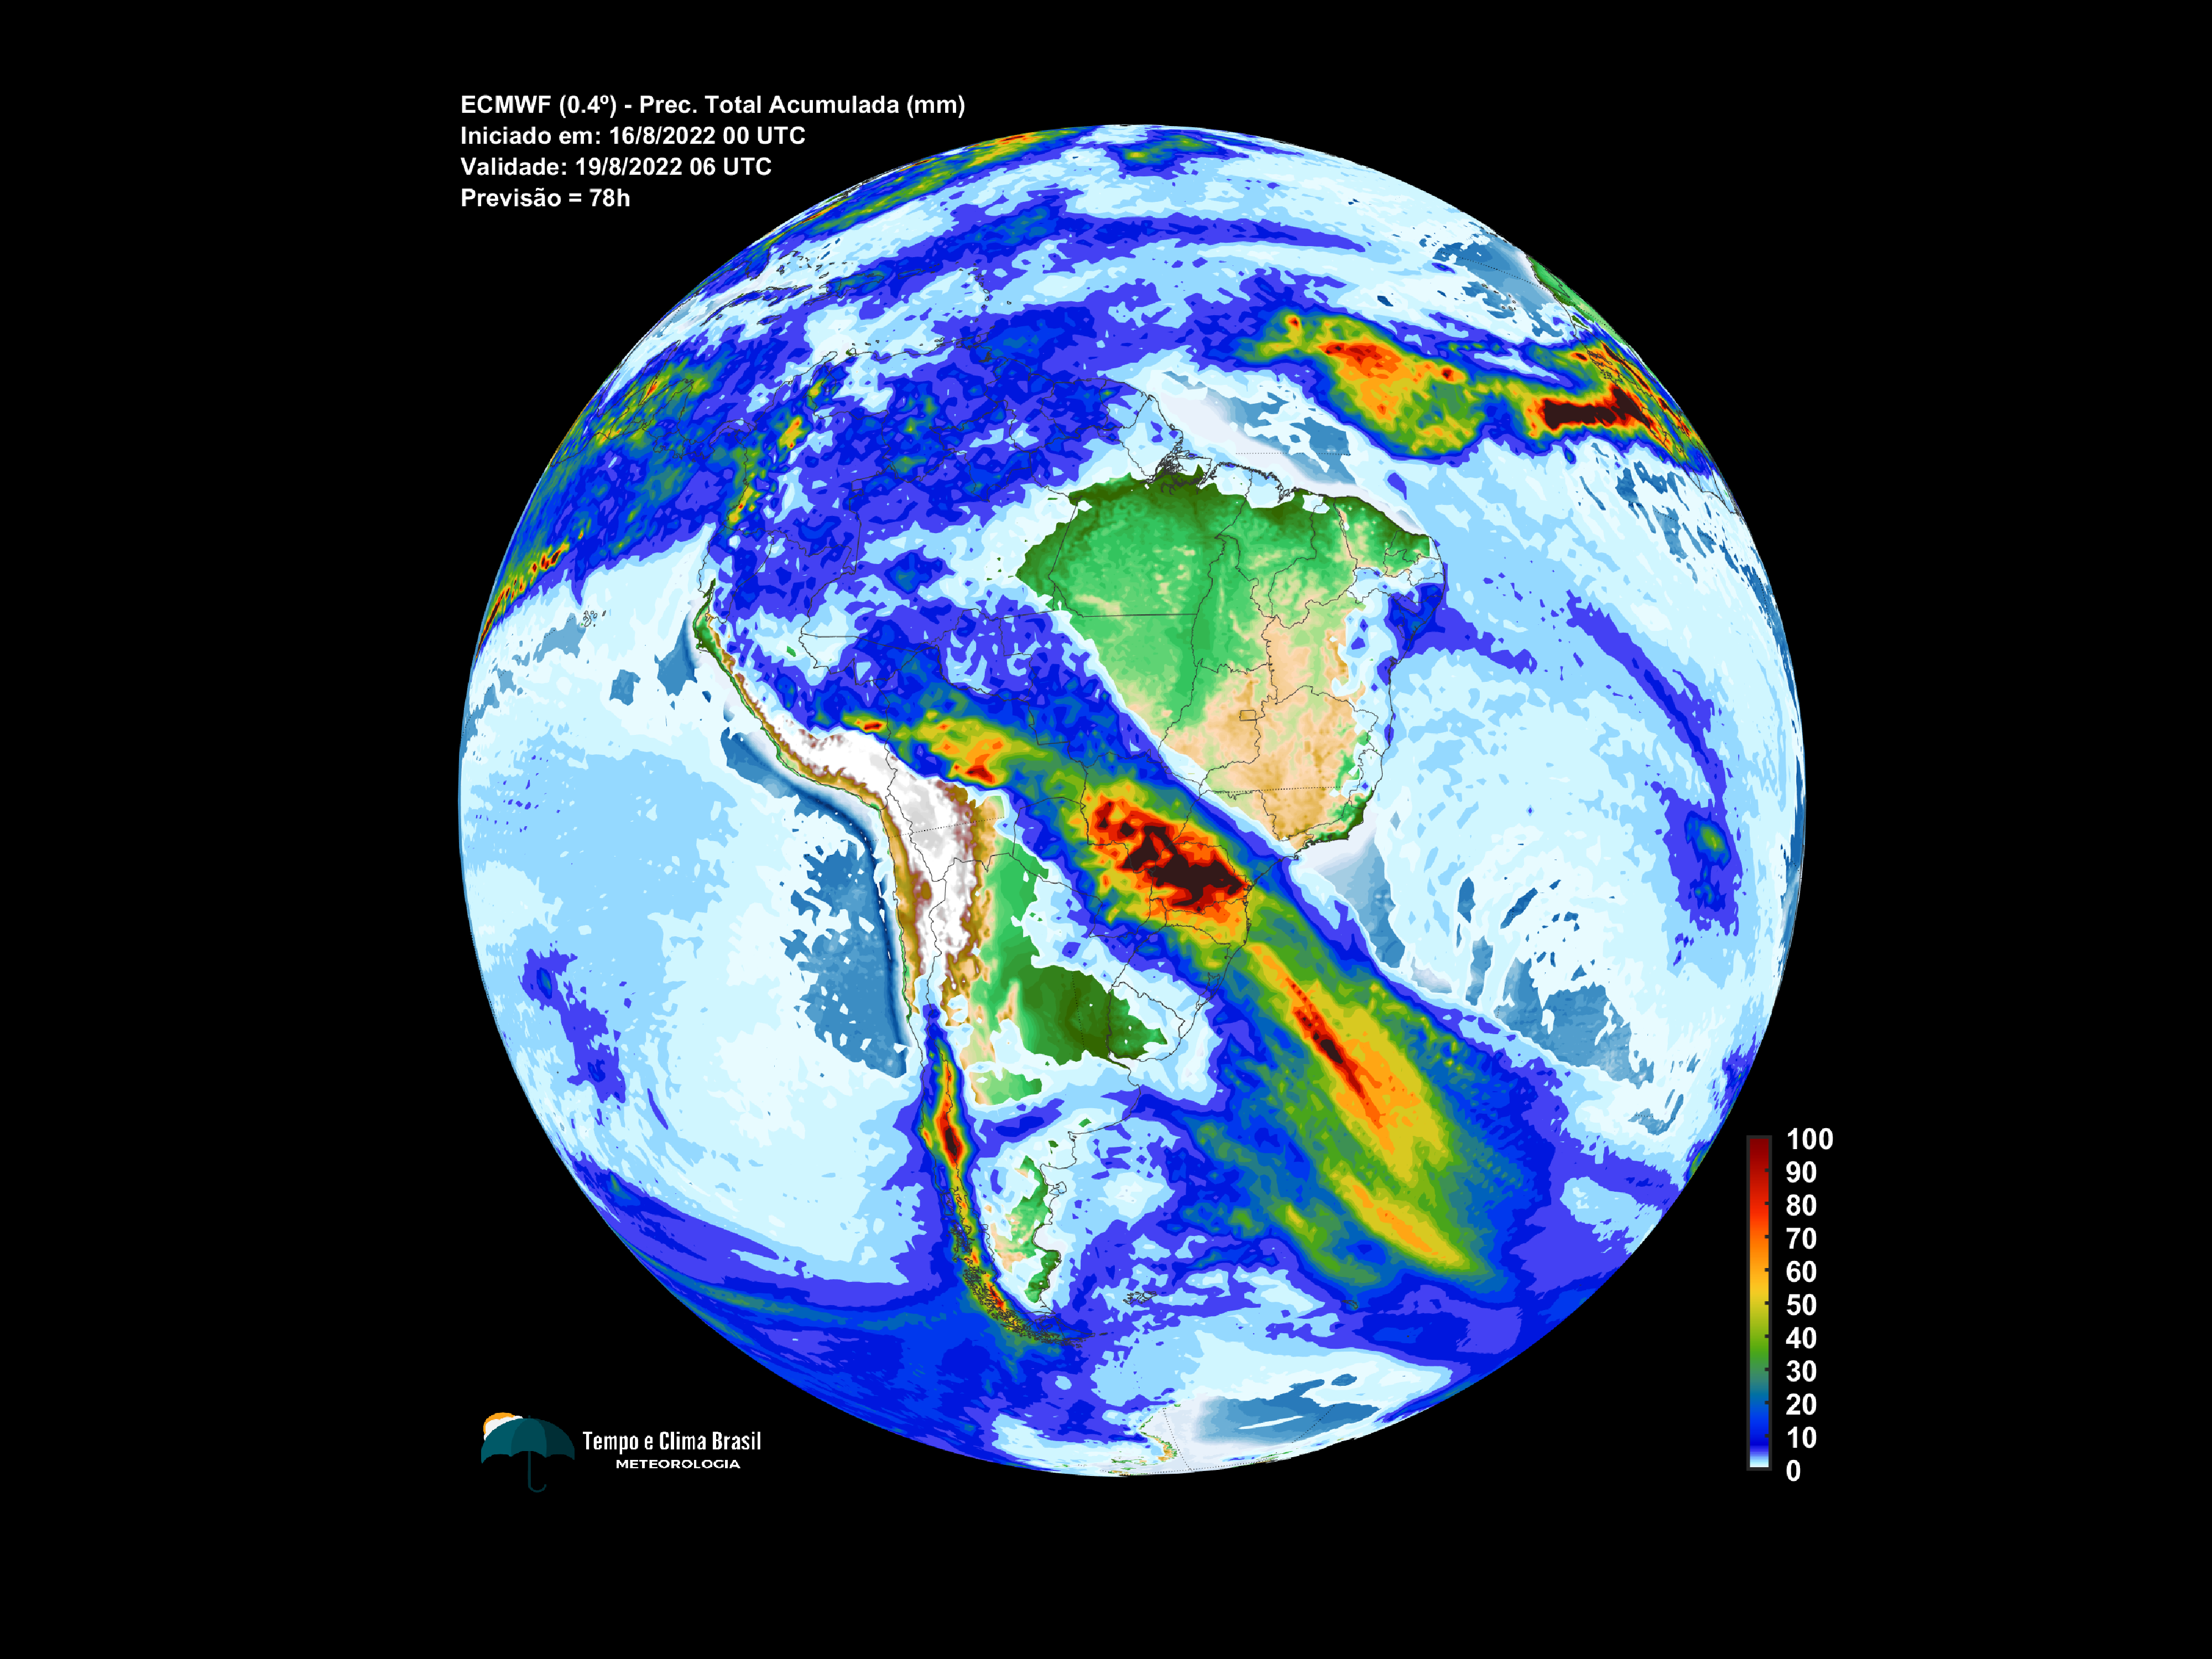 ECMWF (0.4º) - Prec. Total Acumulada (mm)
Iniciado em: 16/8/2022 00 UTC
Validade: 19/8/2022 06 UTC
Previsão = 78h
100
90
80
70
60
50
40
30
20
10
0
Tempo e Clima Brasil
METEOROLOGIA